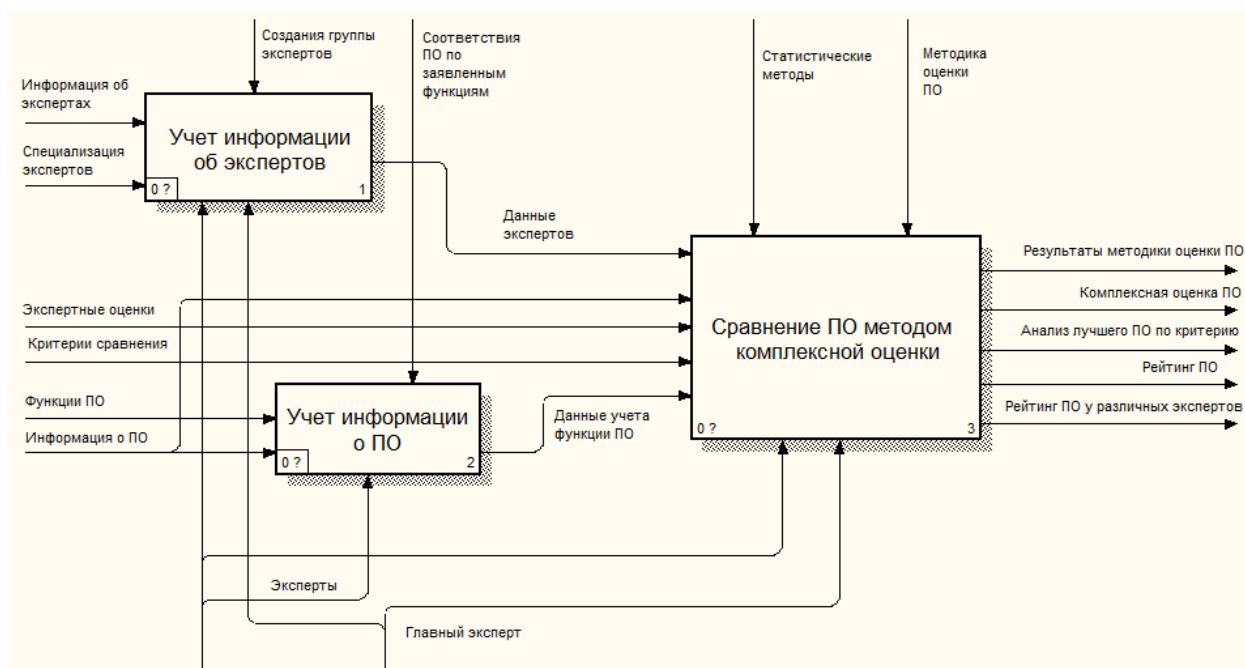 Создания группы
экспертов
Соответствия
ПО по
заявленным
функциям
Статистические
методы
Методика
оценки
ПО
Информация об
экспертах
Специализация
экспертов
Учет информации
об экспертов
0 ?
1
Данные
экспертов
Экспертные оценки
Критерии сравнения
Функции ПО
Информация о ПО
Учет информации
о ПО
0 ?
2
Данные учета
функции ПО
Сравнение ПО методом
комплексной оценки
0 ?
3
Результаты методики оценки ПО
Комплексная оценка ПО
Анализ лучшего ПО по критерию
Рейтинг ПО
Рейтинг ПО у различных экспертов
Эксперты
Главный эксперт